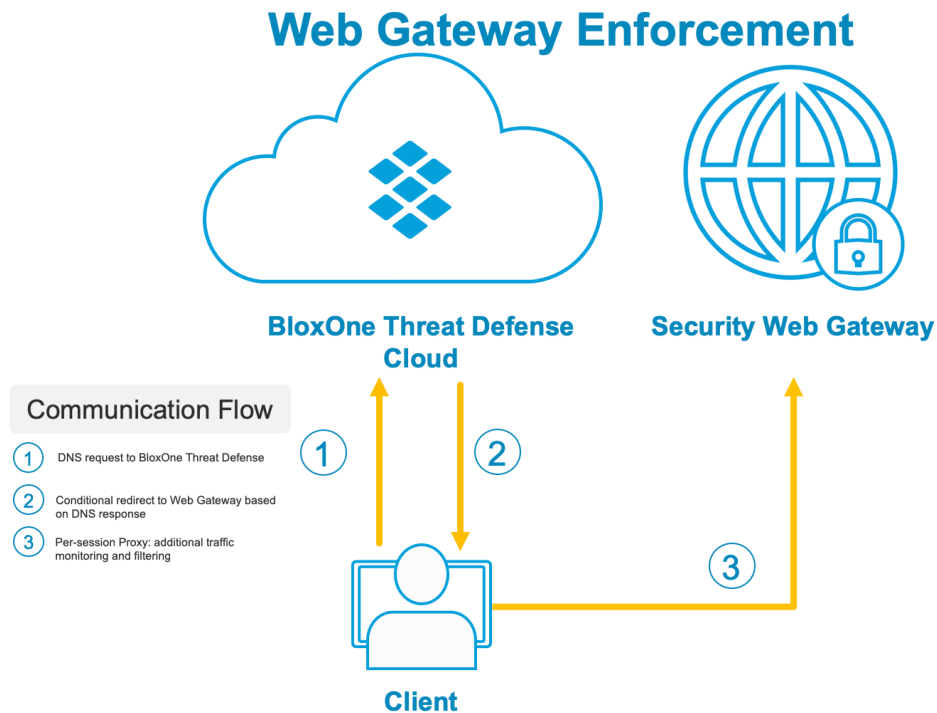 Web Gateway Enforcement
BloxOne Threat Defense
Cloud
Security Web Gateway
Communication Flow
1 DNS request to BloxOne Threat Defense
2 Conditional redirect to Web Gateway based
on DNS response
3 Per-session Proxy: additional traffic
monitoring and filtering
1
2
3
Client